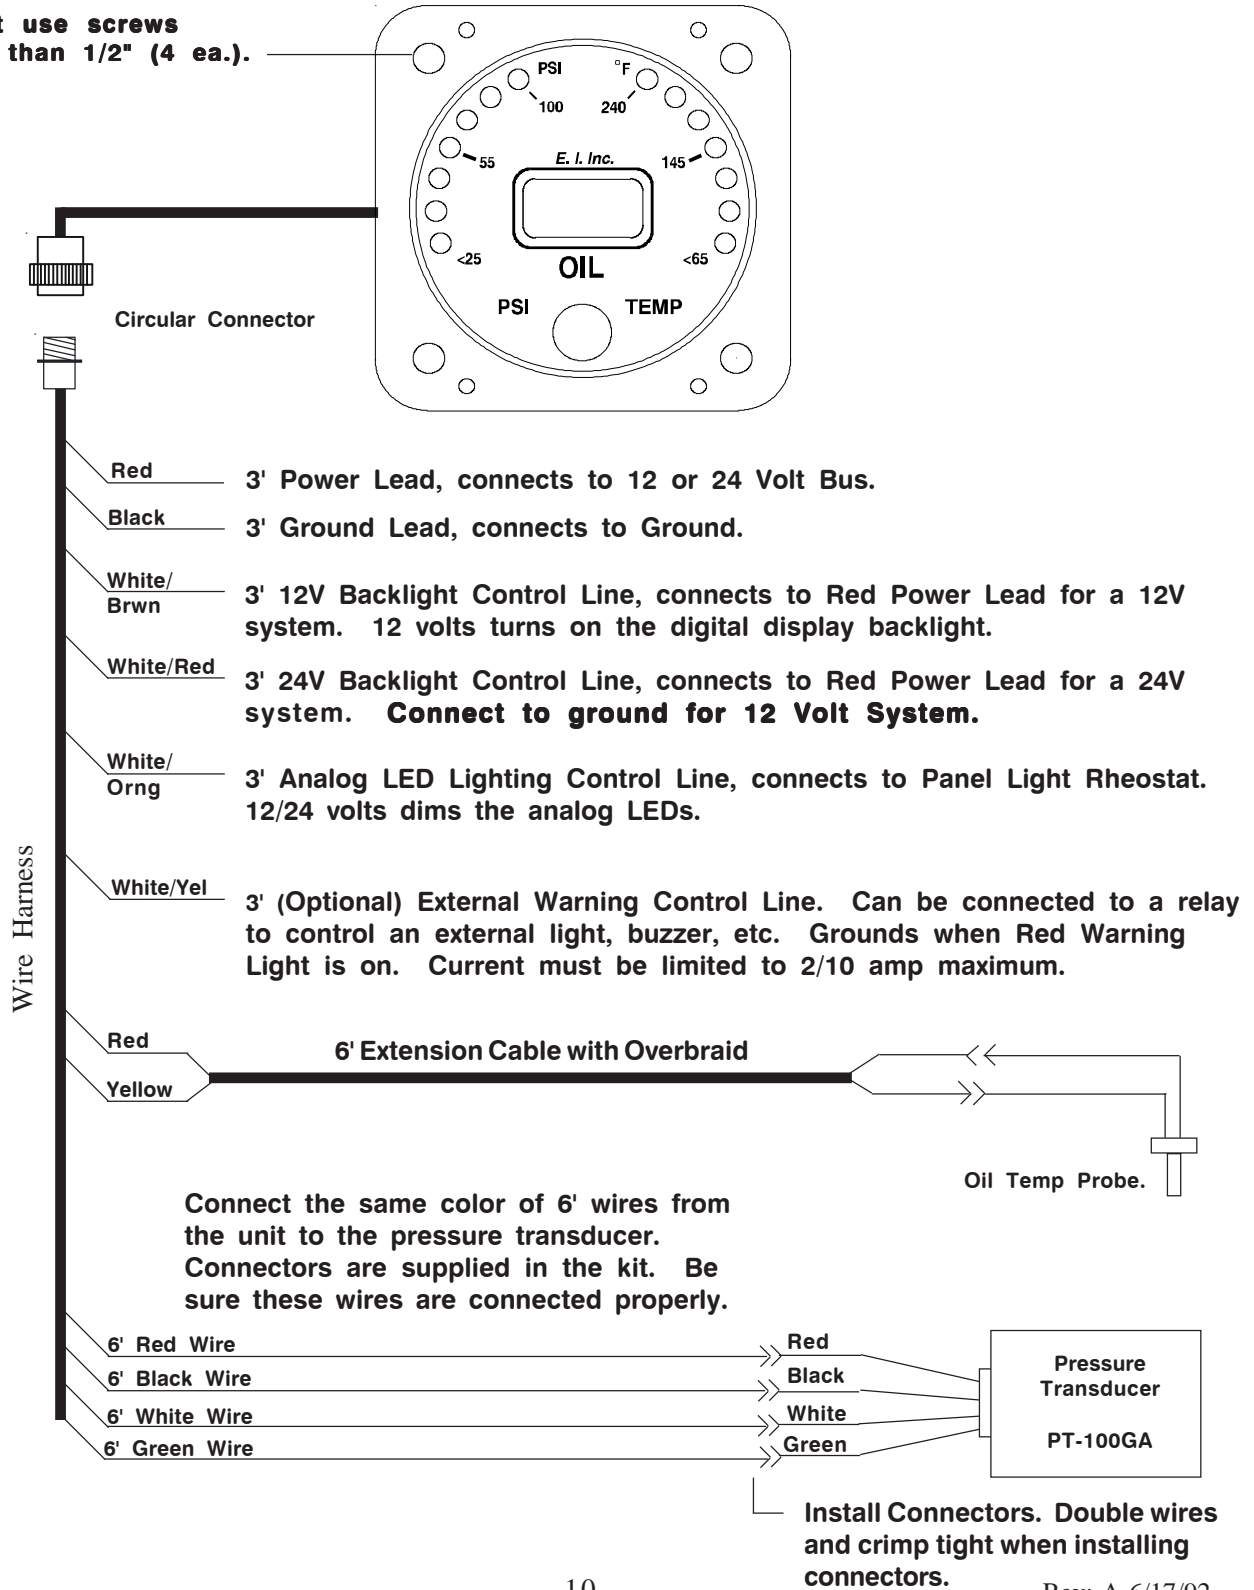 use screws
than 1/2" (4 ea.).
PSI
°F
100
240
55
E. I. Inc.
145
<25
<65
OIL
PSI
TEMP
Circular Connector
Red
3' Power Lead, connects to 12 or 24 Volt Bus.
Black
3' Ground Lead, connects to Ground.
White/
Brwn
3' 12V Backlight Control Line, connects to Red Power Lead for a 12V
system. 12 volts turns on the digital display backlight.
White/Red
3' 24V Backlight Control Line, connects to Red Power Lead for a 24V
system. Connect to ground for 12 Volt System.
White/
Orng
3' Analog LED Lighting Control Line, connects to Panel Light Rheostat.
12/24 volts dims the analog LEDs.
Wire Harness
White/Yel
3' (Optional) External Warning Control Line. Can be connected to a relay
to control an external light, buzzer, etc. Grounds when Red Warning
Light is on. Current must be limited to 2/10 amp maximum.
Red
6' Extension Cable with Overbraid
Yellow
Oil Temp Probe.
Connect the same color of 6' wires from
the unit to the pressure transducer.
Connectors are supplied in the kit. Be
sure these wires are connected properly.
6' Red Wire
Red
6' Black Wire
Black
6' White Wire
White
6' Green Wire
Green
Pressure
Transducer
PT-100GA
Install Connectors. Double wires
and crimp tight when installing
connectors.
10
Rev: A 6/17/02